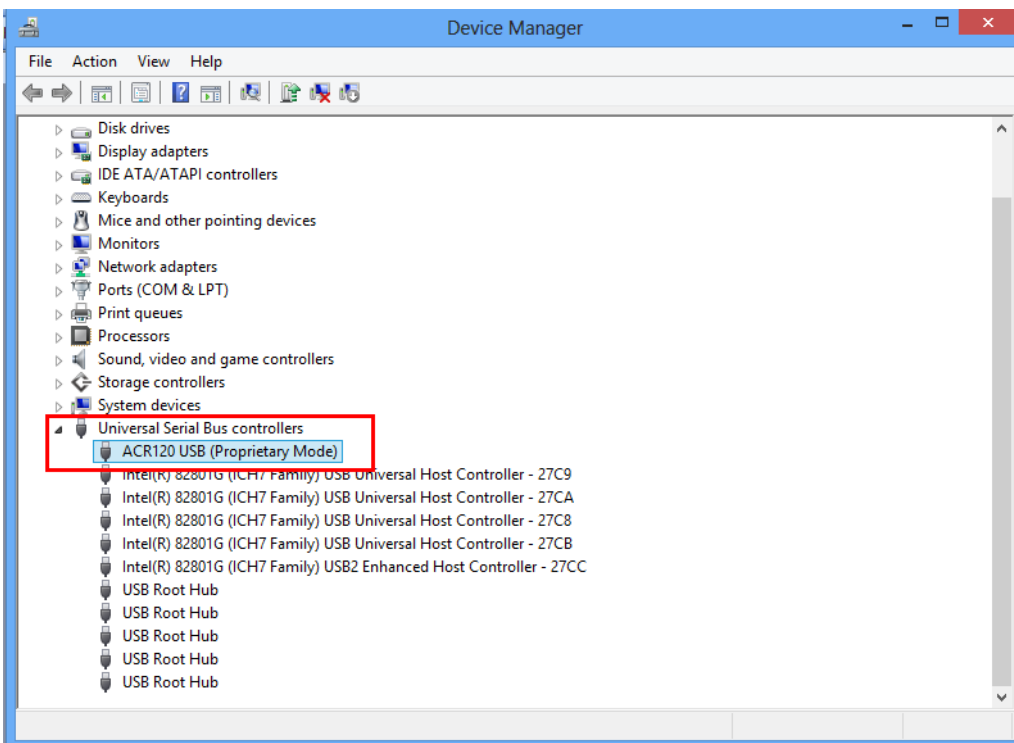 Device Manager
File Action View Help
Disk drives
Display adapters
IDE ATA/ATAPI controllers
Keyboards
Mice and other pointing devices
Monitors
Network adapters
Ports (COM & LPT)
Print queues
Processors
Sound, video and game controllers
Storage controllers
System devices
Universal Serial Bus controllers
ACR120 USB (Proprietary Mode)
Intel(R) 82801G (ICH7 Family) USB Universal Host Controller - 27C9
Intel(R) 82801G (ICH7 Family) USB Universal Host Controller - 27CA
Intel(R) 82801G (ICH7 Family) USB Universal Host Controller - 27C8
Intel(R) 82801G (ICH7 Family) USB Universal Host Controller - 27CB
Intel(R) 82801G (ICH7 Family) USB2 Enhanced Host Controller - 27CC
USB Root Hub
USB Root Hub
USB Root Hub
USB Root Hub
USB Root Hub